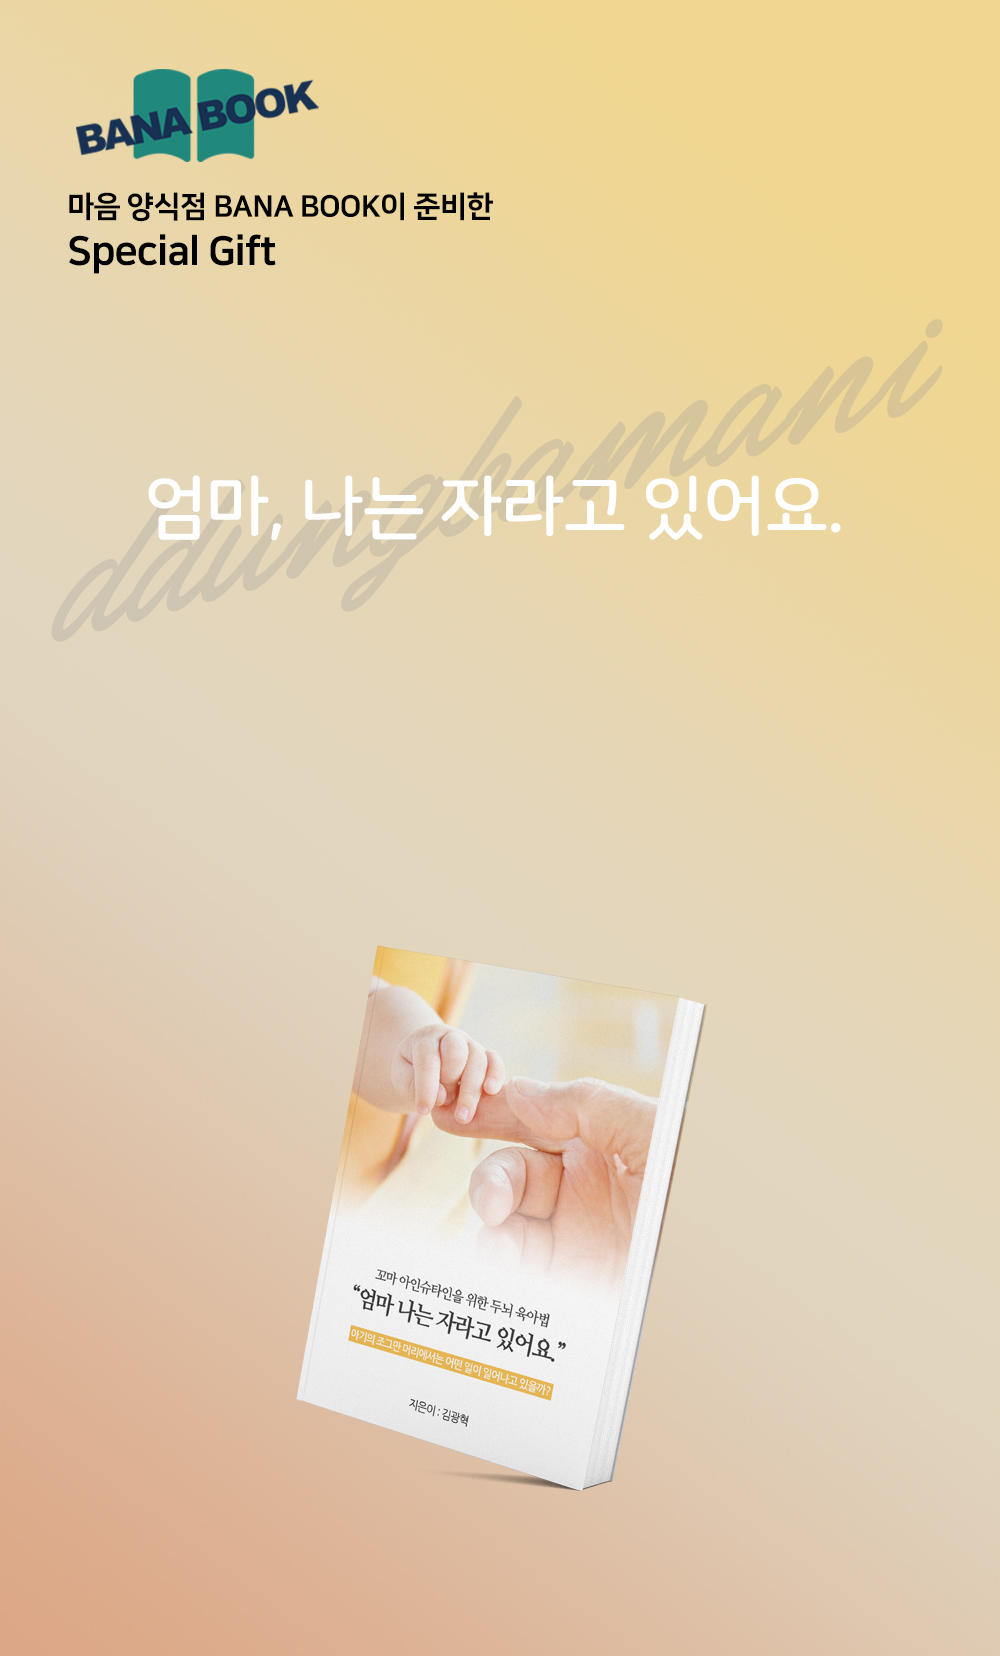 BANA BOOK
마음 양식점 BANA BOOK이 준비한
Special Gift
ddungbamani
엄마, 나는 자라고 있어요.
꼬마 아인슈타인을 위한 두뇌 육아법
“엄마 나는 자라고 있어요.”
아기의 조그만 머리에서는 어떤 일이 일어나고 있을까?
지은이 : 김광혁